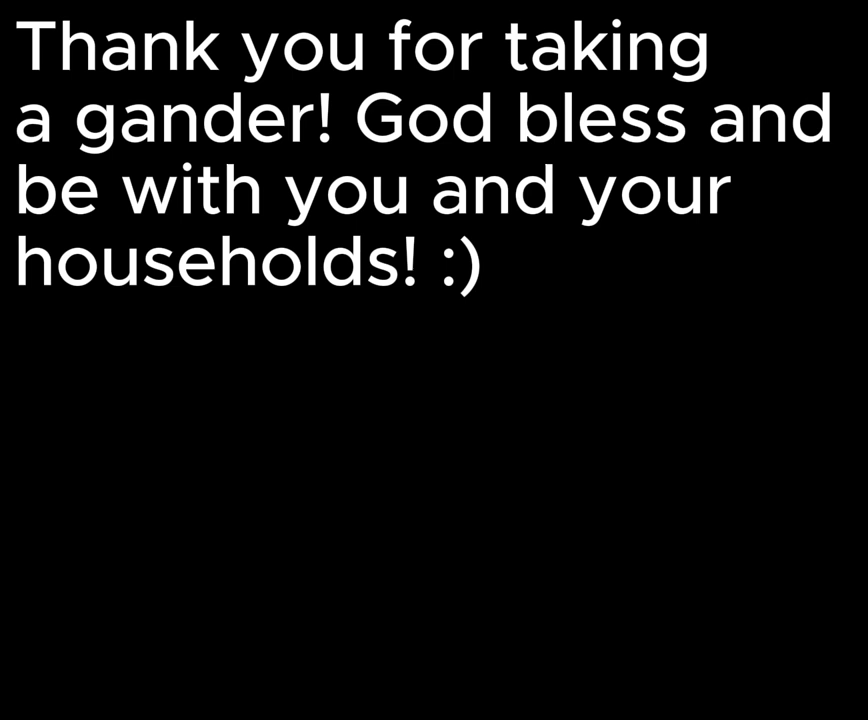 Thank you for taking
a gander! God bless and
be with you and your
households! :)